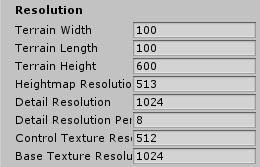 Resolution
Terrain Width 100
Terrain Length 100
Terrain Height 600
Heightmap Resolutio 513
Detail Resolution 1024
Detail Resolution Per 8
Control Texture Res 512
Base Texture Resolu 1024